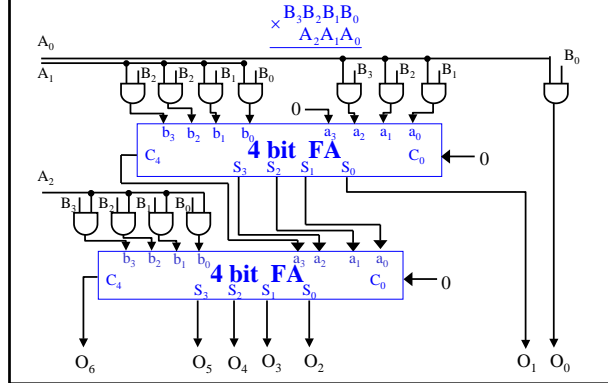 × B₃B₂B₁B₀
A₂A₁A₀
A₀
A₁
B₂ B₂ B₁ B₀ B₃ B₂ B₁ B₀
0
b₃ b₂ b₁ b₀ a₃ a₂ a₁ a₀
C₄ 4 bit FA C₀ 0
S₃ S₂ S₁ S₀
A₂
B₃ B₂ B₁ B₀
b₃ b₂ b₁ b₀ a₃ a₂ a₁ a₀
C₄ 4 bit FA C₀ 0
S₃ S₂ S₁ S₀
O₆ O₅ O₄ O₃ O₂ O₁ O₀